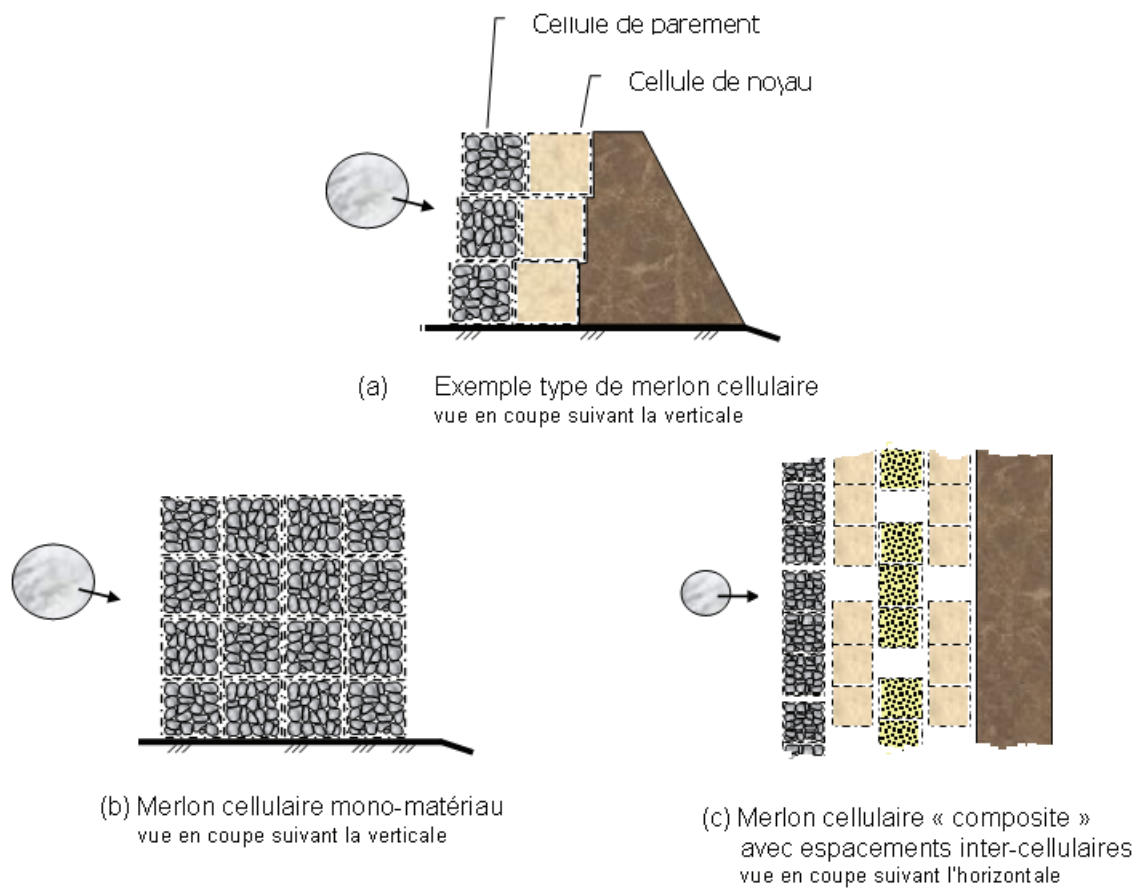 Cellule de parement
Cellule de noyau
(a) Exemple type de merlon cellulaire
vue en coupe suivant la verticale
(b) Merlon cellulaire mono-matériau
vue en coupe suivant la verticale
(c) Merlon cellulaire « composite »
avec espacements inter-cellulaires
vue en coupe suivant l'horizontale